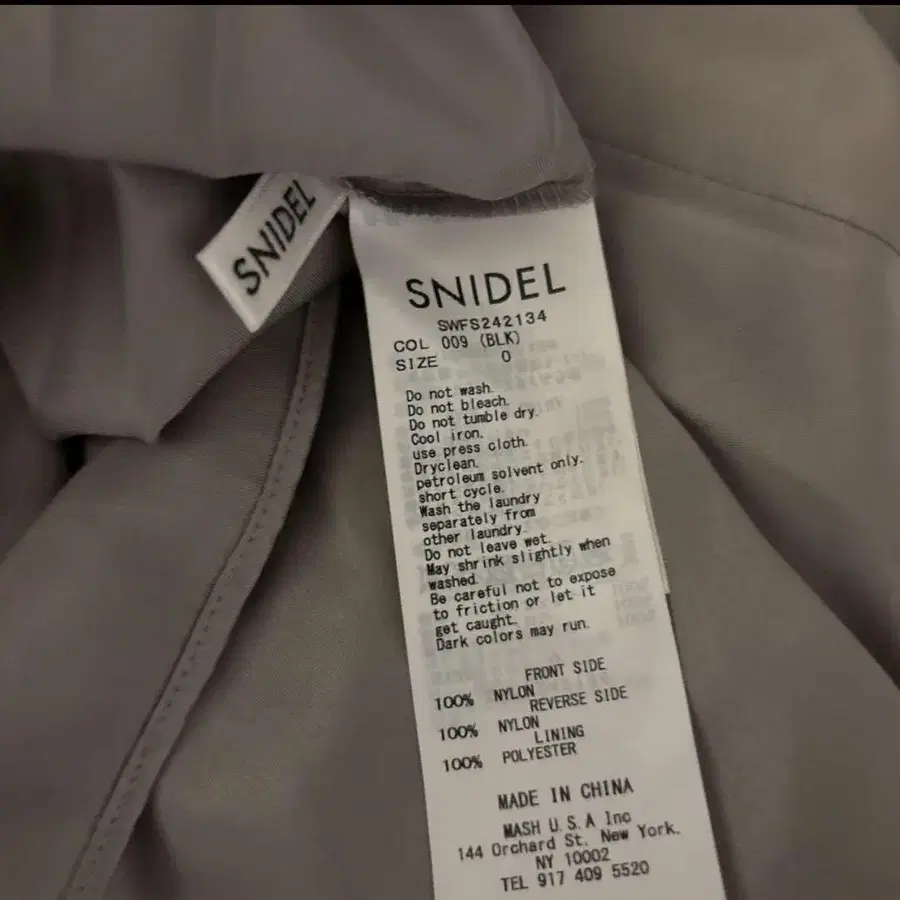 SNIDEL
SNIDEL
SWFS242134
COL 009 (BLK)
SIZE 0
Do not wash.
Do not bleach.
Do not tumble dry.
Cool iron.
use press cloth.
Dryclean.
petroleum solvent only.
short cycle.
Wash the laundry
separately from
other laundry.
Do not leave wet.
May shrink slightly when
washed.
Be careful not to expose
to friction or let it
get caught.
Dark colors may run.
FRONT SIDE
100% NYLON
REVERSE SIDE
100% NYLON
LINING
100% POLYESTER
MADE IN CHINA
MASH U.S.A Inc
144 Orchard St. New York.
NY 10002
TEL 917 409 5520